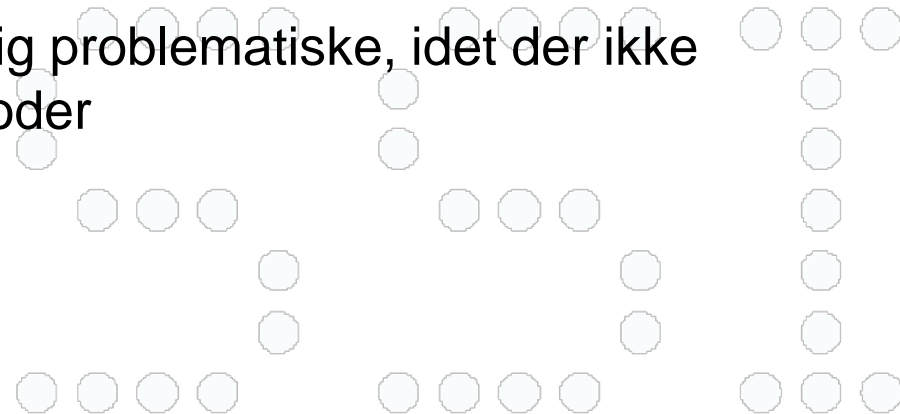 ig problematiske, idet der ikke
oder